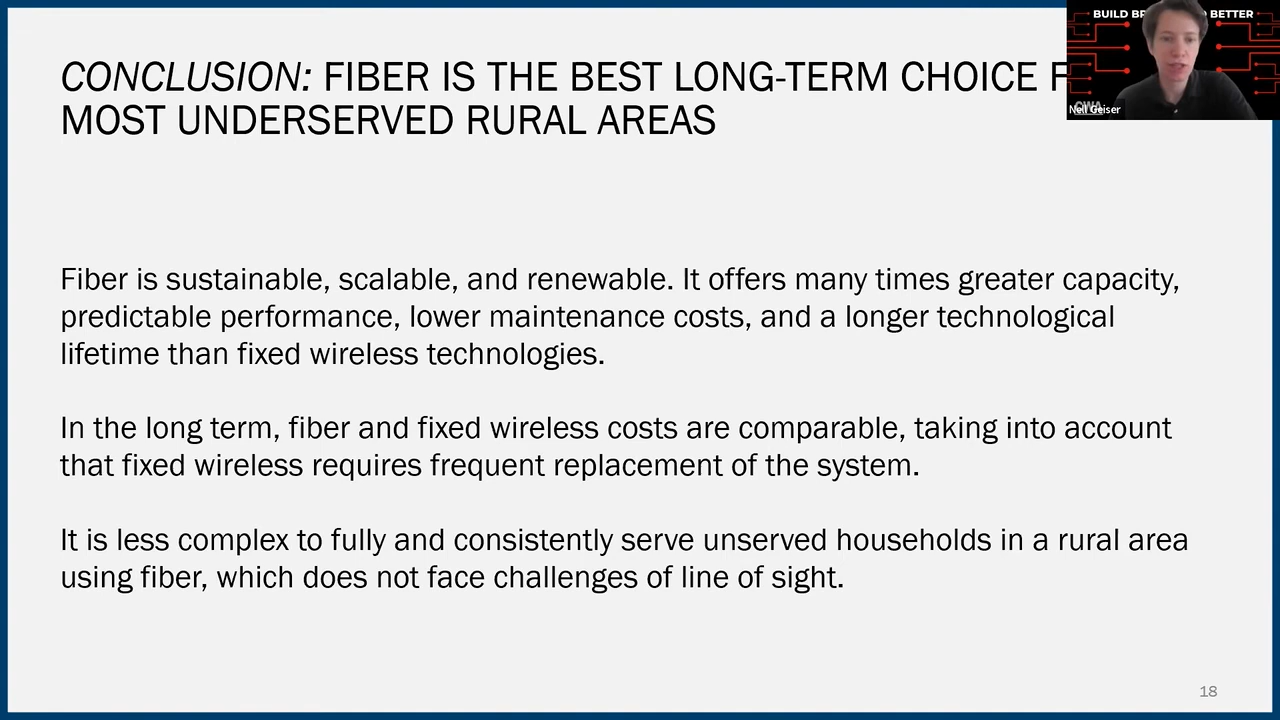 CONCLUSION: FIBER IS THE BEST LONG-TERM CHOICE F
MOST UNDERSERVED RURAL AREAS
BUILD BR
BETTER
CWA
Neil Geiser
Fiber is sustainable, scalable, and renewable. It offers many times greater capacity,
predictable performance, lower maintenance costs, and a longer technological
lifetime than fixed wireless technologies.
In the long term, fiber and fixed wireless costs are comparable, taking into account
that fixed wireless requires frequent replacement of the system.
It is less complex to fully and consistently serve unserved households in a rural area
using fiber, which does not face challenges of line of sight.
18